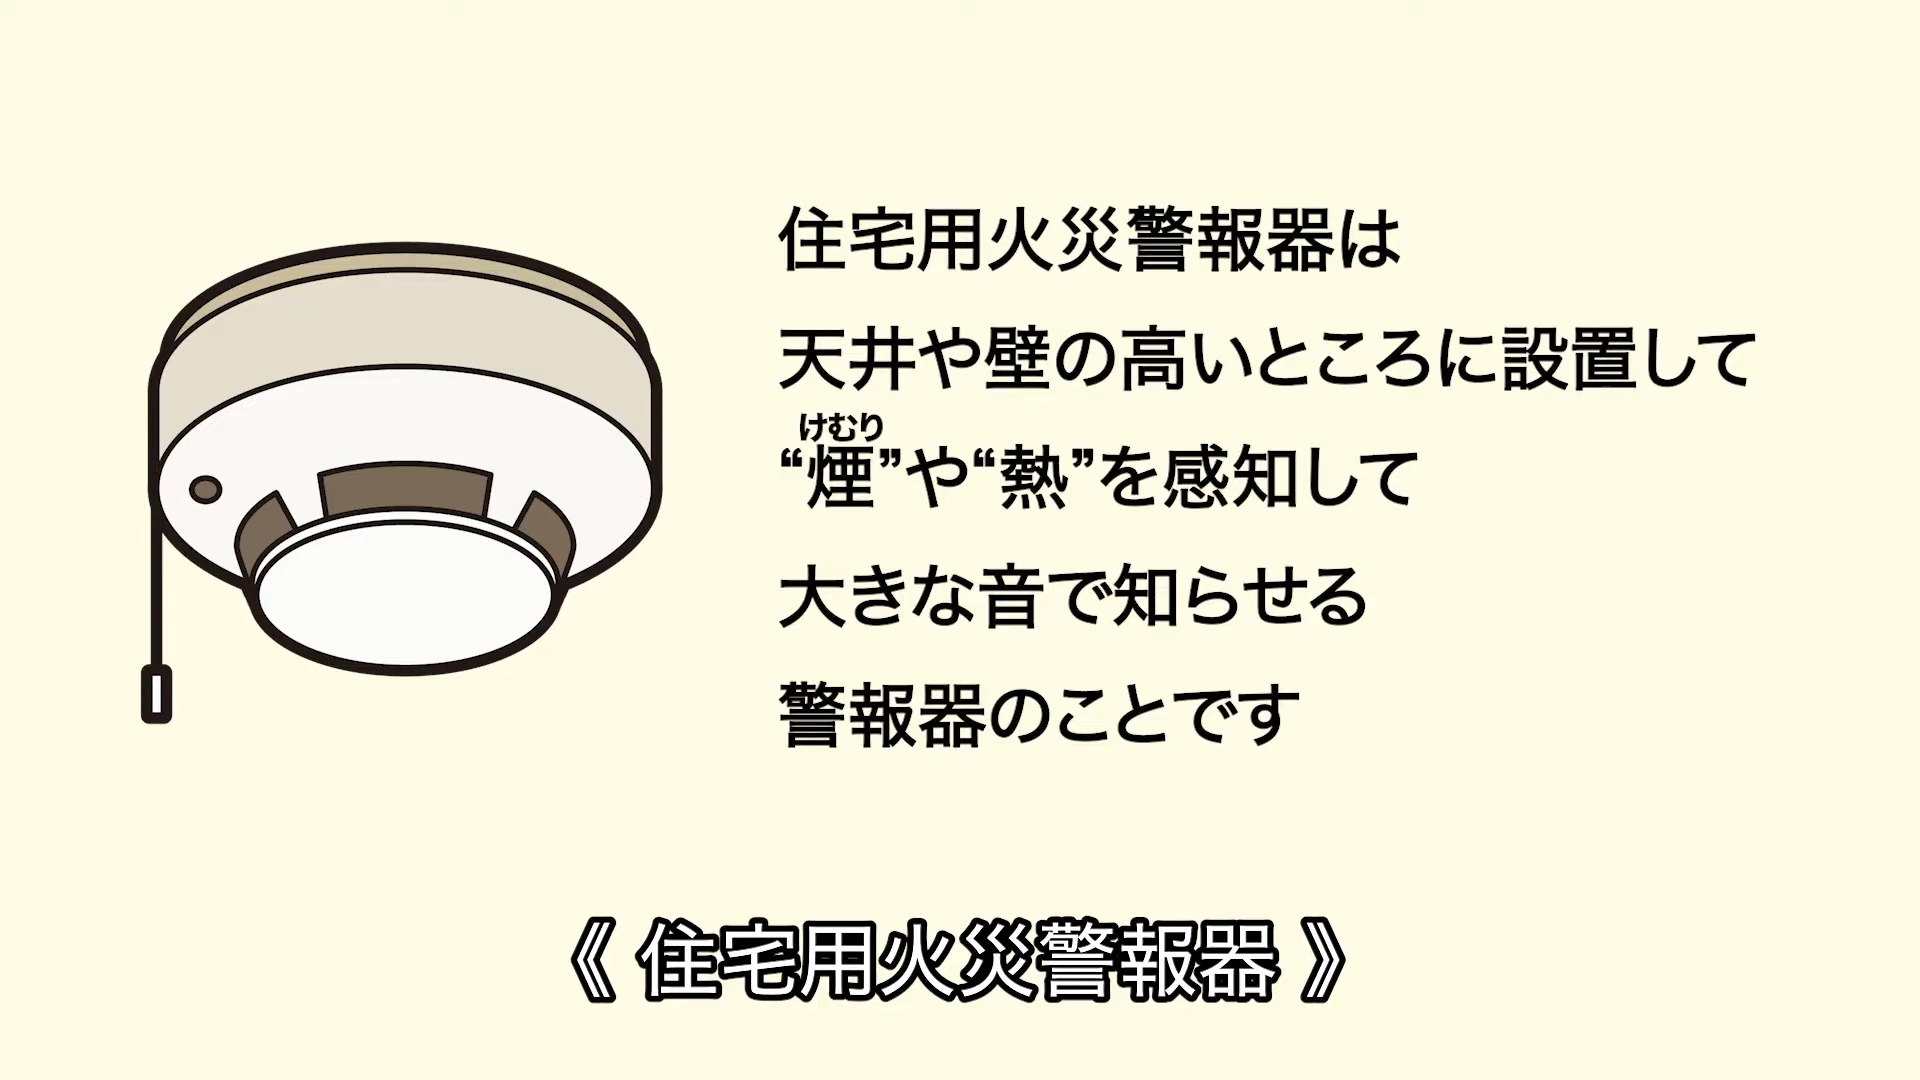 住宅用火災警報器は
天井や壁の高いところに設置して
けむり
“煙”や“熱”を感知して
大きな音で知らせる
警報器のことです
《 住宅用火災警報器 》